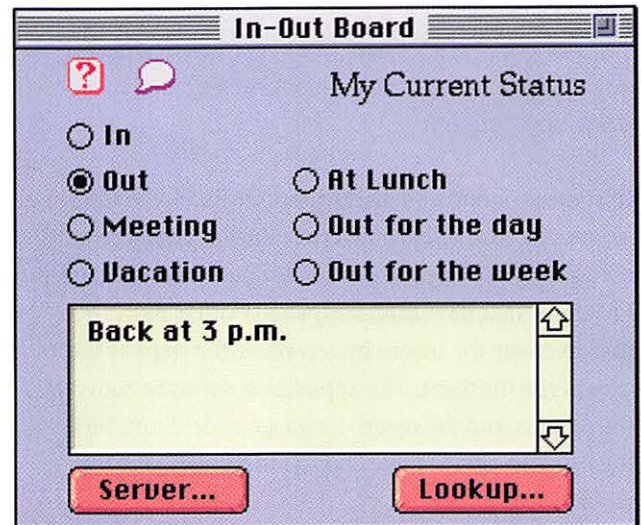 In-Out Board
?
My Current Status
In
Out
At Lunch
Meeting
Out for the day
Vacation
Out for the week
Back at 3 p.m.
Server...
Lookup...